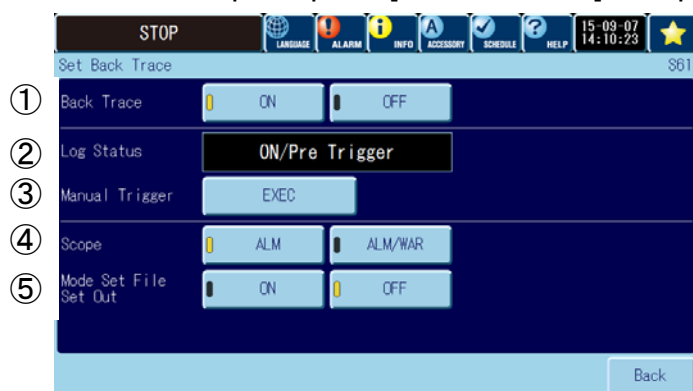 STOP LANGUAGE ALARM INFO ACCESSORY SCHEDULE HELP 15-09-07
14:10:23
Set Back Trace S61
① Back Trace ON OFF
② Log Status ON/Pre Trigger
③ Manual Trigger EXEC
④ Scope ALM ALM/WAR
⑤ Mode Set File
Set Out ON OFF
Back